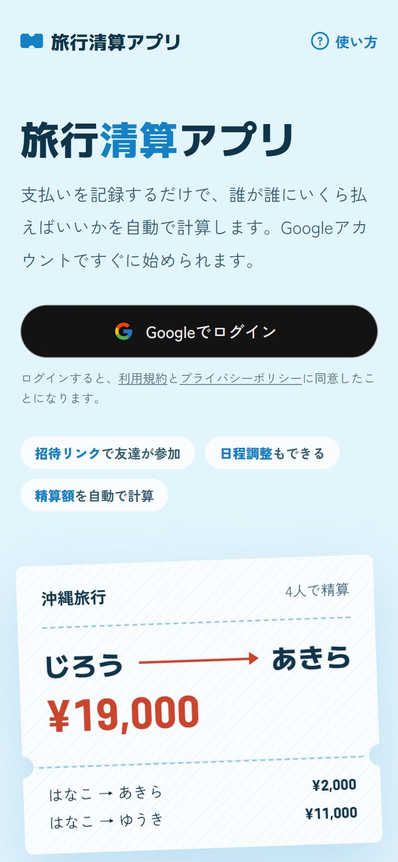 旅行清算アプリ
? 使い方
旅行清算アプリ
支払いを記録するだけで、誰が誰にいくら払
えばいいかを自動で計算します。Googleアカ
ウントですぐに始められます。
Googleでログイン
ログインすると、利用規約とプライバシーポリシーに同意したこ
とになります。
招待リンクで友達が参加
日程調整もできる
精算額を自動で計算
沖縄旅行
4人で精算
じろう → あきら
¥19,000
はなこ → あきら ¥2,000
はなこ → ゆうき ¥11,000